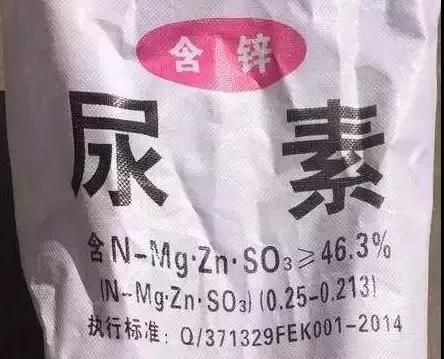 含锌
尿素
含N-Mg·Zn·SO₃≥46.3%
(N-Mg·Zn·SO₃)(0.25-0.213)
执行标准：Q/371329FEK001-2014